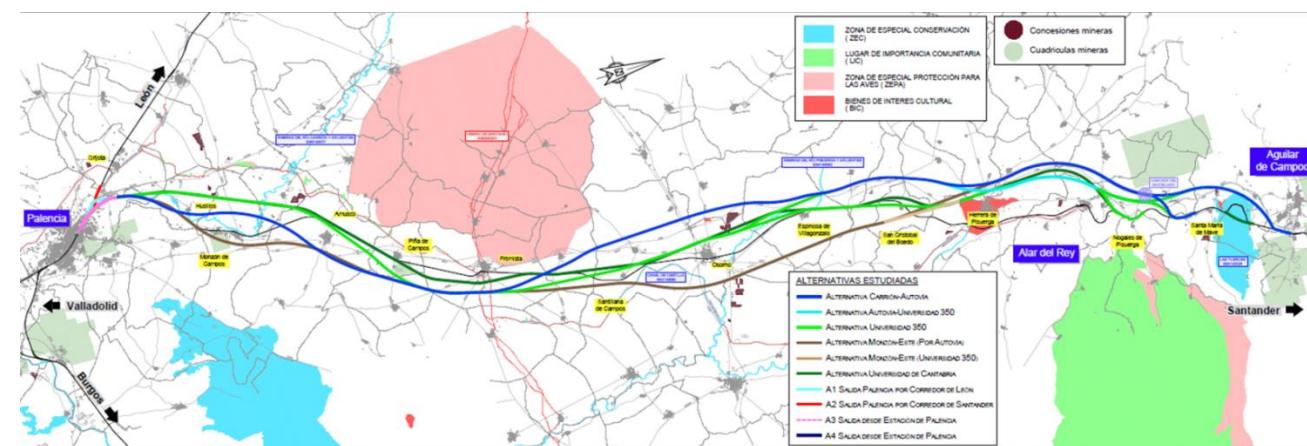 ZONA DE ESPECIAL CONSERVACIÓN
(ZEC)
LUGAR DE IMPORTANCIA COMUNITARIA
(LIC)
ZONA DE ESPECIAL PROTECCIÓN PARA
LAS AVES (ZEPA)
BIENES DE INTERES CULTURAL
(BIC)
Concesiones mineras
Cuadrículas mineras
León
Grijota
Palencia
Husillos
Amusco
Monzón de
Campos
Piña de
Campos
Frómista
Santillana
de Campos
Osorno
Espinosa de
Villagonzalo
San Cristobal
del Boedo
Herrera de
Pisuerga
Alar del Rey
Nogales de
Pisuerga
Santa María
de Mave
Aguilar
de Campoo
Valladolid
Burgos
Santander
ALTERNATIVAS ESTUDIADAS
ALTERNATIVA CARRIÓN-AUTOVÍA
ALTERNATIVA AUTOVÍA-UNIVERSIDAD 350
ALTERNATIVA UNIVERSIDAD 350
ALTERNATIVA MONZÓN-ESTE (POR AUTOVÍA)
ALTERNATIVA MONZÓN-ESTE (UNIVERSIDAD 350)
ALTERNATIVA UNIVERSIDAD DE CANTABRIA
A1 SALIDA PALENCIA POR CORREDOR DE LEÓN
A2 SALIDA PALENCIA POR CORREDOR DE SANTANDER
A3 SALIDA DESDE ESTACIÓN DE PALENCIA
A4 SALIDA DESDE ESTACIÓN DE PALENCIA